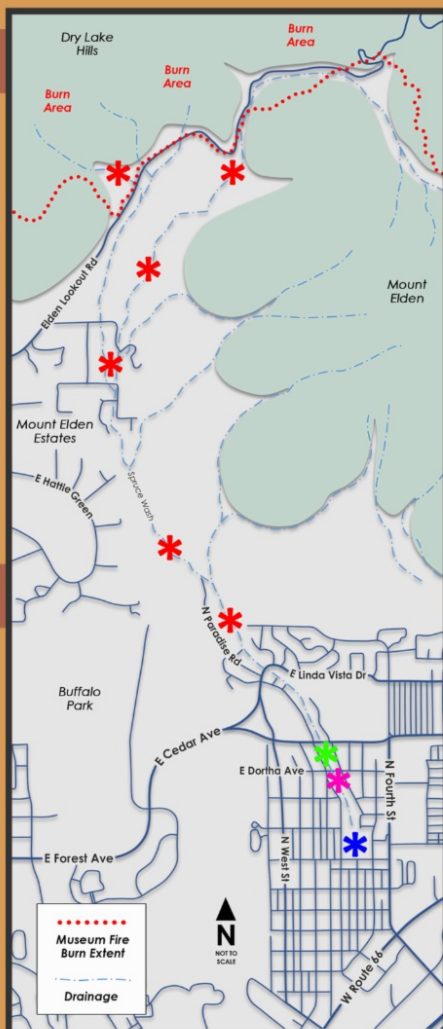 Dry Lake
Hills
Burn
Area
Burn
Area
Burn
Area
Elden Lookout Rd
Mount
Elden
Mount Elden
Estates
E Hattie Green
Spruce Wash
N Paradise Rd
E Linda Vista Dr
Buffalo
Park
E Cedar Ave
E Dortha Ave
N Fourth St
N West St
E Forest Ave
W Route 66
Museum Fire
Burn Extent
Drainage
N
NOT TO
SCALE